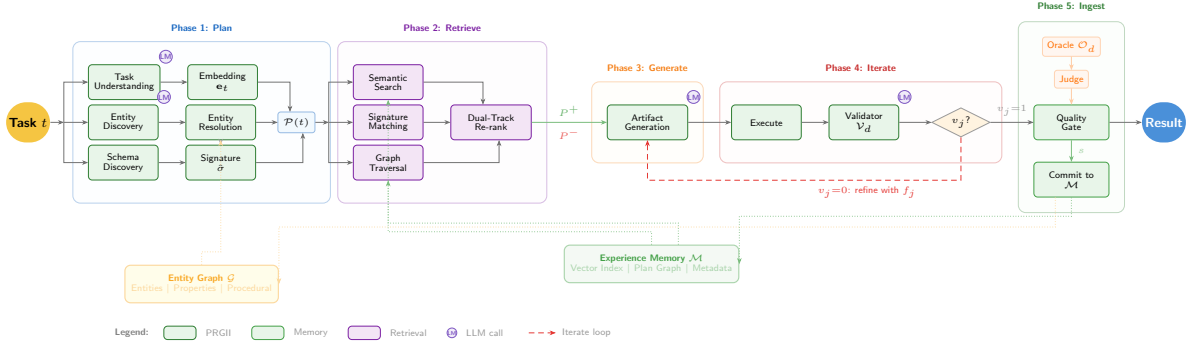 Phase 1: Plan
Phase 2: Retrieve
Phase 3: Generate
Phase 4: Iterate
Phase 5: Ingest
Task t
Task
Understanding
LM
Embedding
e_t
Entity
Discovery
LM
Entity
Resolution
Schema
Discovery
Signature
σ̂
𝒫(t)
Semantic
Search
Signature
Matching
Graph
Traversal
Dual-Track
Re-rank
P⁺
P⁻
Artifact
Generation
LM
Execute
Validator
𝒱_d
LM
v_j?
v_j=1
v_j=0: refine with f_j
Oracle 𝒪_d
Judge
Quality
Gate
s
Commit to
ℳ
Result
Experience Memory ℳ
Vector Index | Plan Graph | Metadata
Entity Graph 𝒢
Entities | Properties | Procedural
Legend:
PRGII
Memory
Retrieval
LM
LLM call
Iterate loop